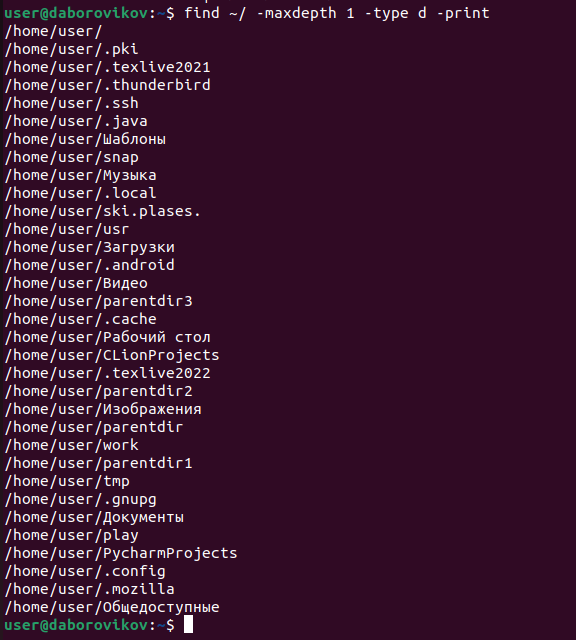 user@daborovikov:~$ find ~/ -maxdepth 1 -type d -print
/home/user/
/home/user/.pki
/home/user/.texlive2021
/home/user/.thunderbird
/home/user/.ssh
/home/user/.java
/home/user/Шаблоны
/home/user/snap
/home/user/Музыка
/home/user/.local
/home/user/ski.plases.
/home/user/usr
/home/user/Загрузки
/home/user/.android
/home/user/Видео
/home/user/parentdir3
/home/user/.cache
/home/user/Рабочий стол
/home/user/CLionProjects
/home/user/.texlive2022
/home/user/parentdir2
/home/user/Изображения
/home/user/parentdir
/home/user/work
/home/user/parentdir1
/home/user/tmp
/home/user/.gnupg
/home/user/Документы
/home/user/play
/home/user/PycharmProjects
/home/user/.config
/home/user/.mozilla
/home/user/Общедоступные
user@daborovikov:~$